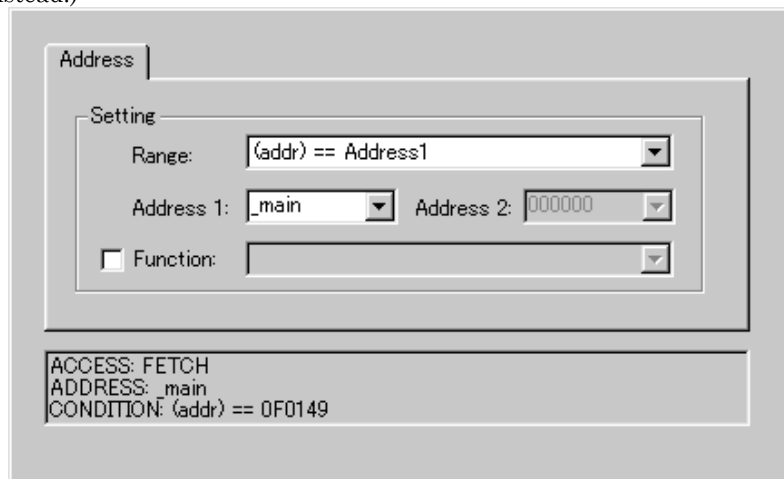 Address
Setting
Range: (addr) == Address1
Address 1: _main Address 2: 000000
Function:
ACCESS: FETCH
ADDRESS: _main
CONDITION: (addr) == 0F0149